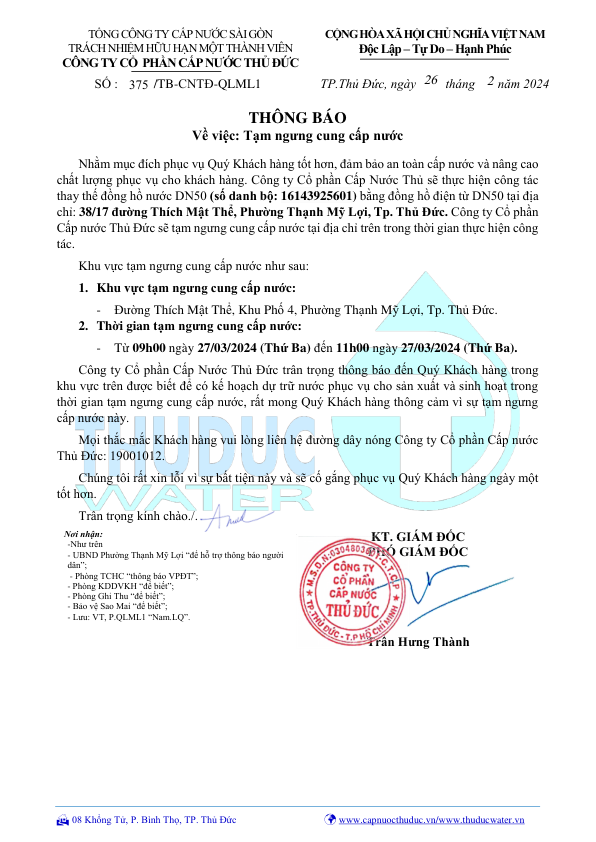 TỔNG CÔNG TY CẤP NƯỚC SÀI GÒN
TRÁCH NHIỆM HỮU HẠN MỘT THÀNH VIÊN
CÔNG TY CỔ PHẦN CẤP NƯỚC THỦ ĐỨC
SỐ : 375 /TB-CNTĐ-QLML1
CỘNG HÒA XÃ HỘI CHỦ NGHĨA VIỆT NAM
Độc Lập – Tự Do – Hạnh Phúc
TP.Thủ Đức, ngày 26 tháng 2 năm 2024
THÔNG BÁO
Về việc: Tạm ngưng cung cấp nước
Nhằm mục đích phục vụ Quý Khách hàng tốt hơn, đảm bảo an toàn cấp nước và nâng cao
chất lượng phục vụ cho khách hàng. Công ty Cổ phần Cấp Nước Thủ sẽ thực hiện công tác
thay thế đồng hồ nước DN50 (số danh bộ: 16143925601) bằng đồng hồ điện từ DN50 tại địa
chỉ: 38/17 đường Thích Mật Thể, Phường Thạnh Mỹ Lợi, Tp. Thủ Đức. Công ty Cổ phần
Cấp nước Thủ Đức sẽ tạm ngưng cung cấp nước tại địa chỉ trên trong thời gian thực hiện công
tác.
Khu vực tạm ngưng cung cấp nước như sau:
1. Khu vực tạm ngưng cung cấp nước:
- Đường Thích Mật Thể, Khu Phố 4, Phường Thạnh Mỹ Lợi, Tp. Thủ Đức.
2. Thời gian tạm ngưng cung cấp nước:
- Từ 09h00 ngày 27/03/2024 (Thứ Ba) đến 11h00 ngày 27/03/2024 (Thứ Ba).
Công ty Cổ phần Cấp Nước Thủ Đức trân trọng thông báo đến Quý Khách hàng trong
khu vực trên được biết để có kế hoạch dự trữ nước phục vụ cho sản xuất và sinh hoạt trong
thời gian tạm ngưng cung cấp nước, rất mong Quý Khách hàng thông cảm vì sự tạm ngưng
cấp nước này.
Mọi thắc mắc Khách hàng vui lòng liên hệ đường dây nóng Công ty Cổ phần Cấp nước
Thủ Đức: 19001012.
Chúng tôi rất xin lỗi vì sự bất tiện này và sẽ cố gắng phục vụ Quý Khách hàng ngày một
tốt hơn.
Trân trọng kính chào./.
THUDUC
WATER
Nơi nhận:
-Như trên
- UBND Phường Thạnh Mỹ Lợi “để hỗ trợ thông báo người
dân”;
- Phòng TCHC “thông báo VPĐT”;
- Phòng KDDVKH “để biết”;
- Phòng Ghi Thu “để biết”;
- Bảo vệ Sao Mai “để biết”;
- Lưu: VT, P.QLML1 “Nam.LQ”.
KT. GIÁM ĐỐC
PHÓ GIÁM ĐỐC
CÔNG TY
CỔ PHẦN
CẤP NƯỚC
THỦ ĐỨC
TP.THỦ ĐỨC - T.P HỒ CHÍ MINH
Trần Hưng Thành
08 Khổng Tử, P. Bình Thọ, TP. Thủ Đức
www.capnuocthuduc.vn/www.thuducwater.vn